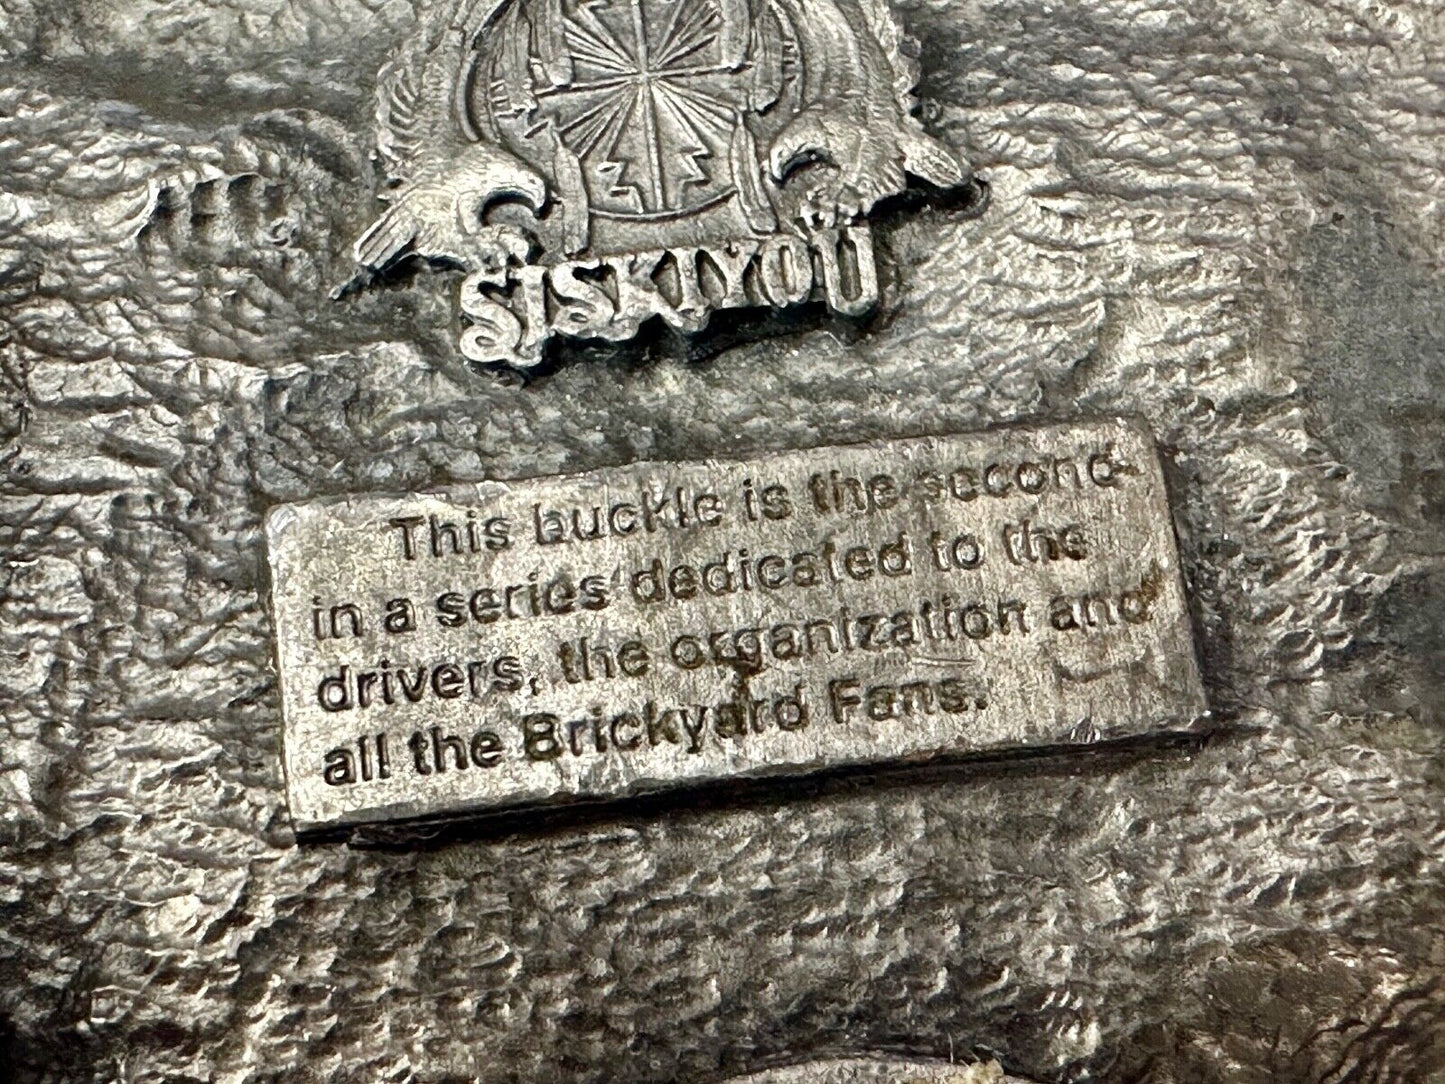 SISKIYOU
This buckle is the second
in a series dedicated to the
drivers, the organization and
all the Brickyard Fans.